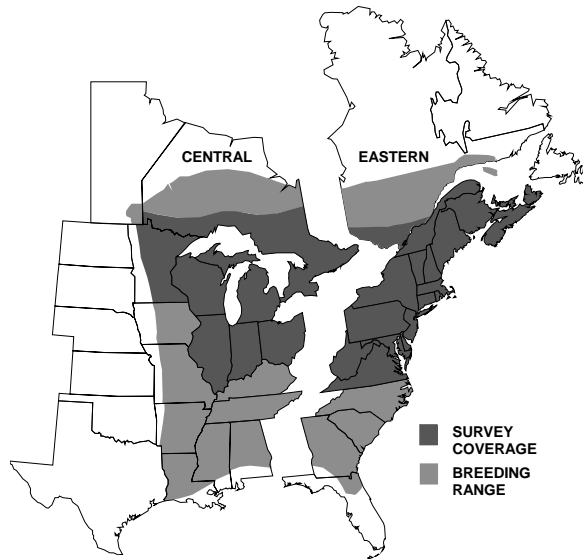 CENTRAL
EASTERN
SURVEY
COVERAGE
BREEDING
RANGE